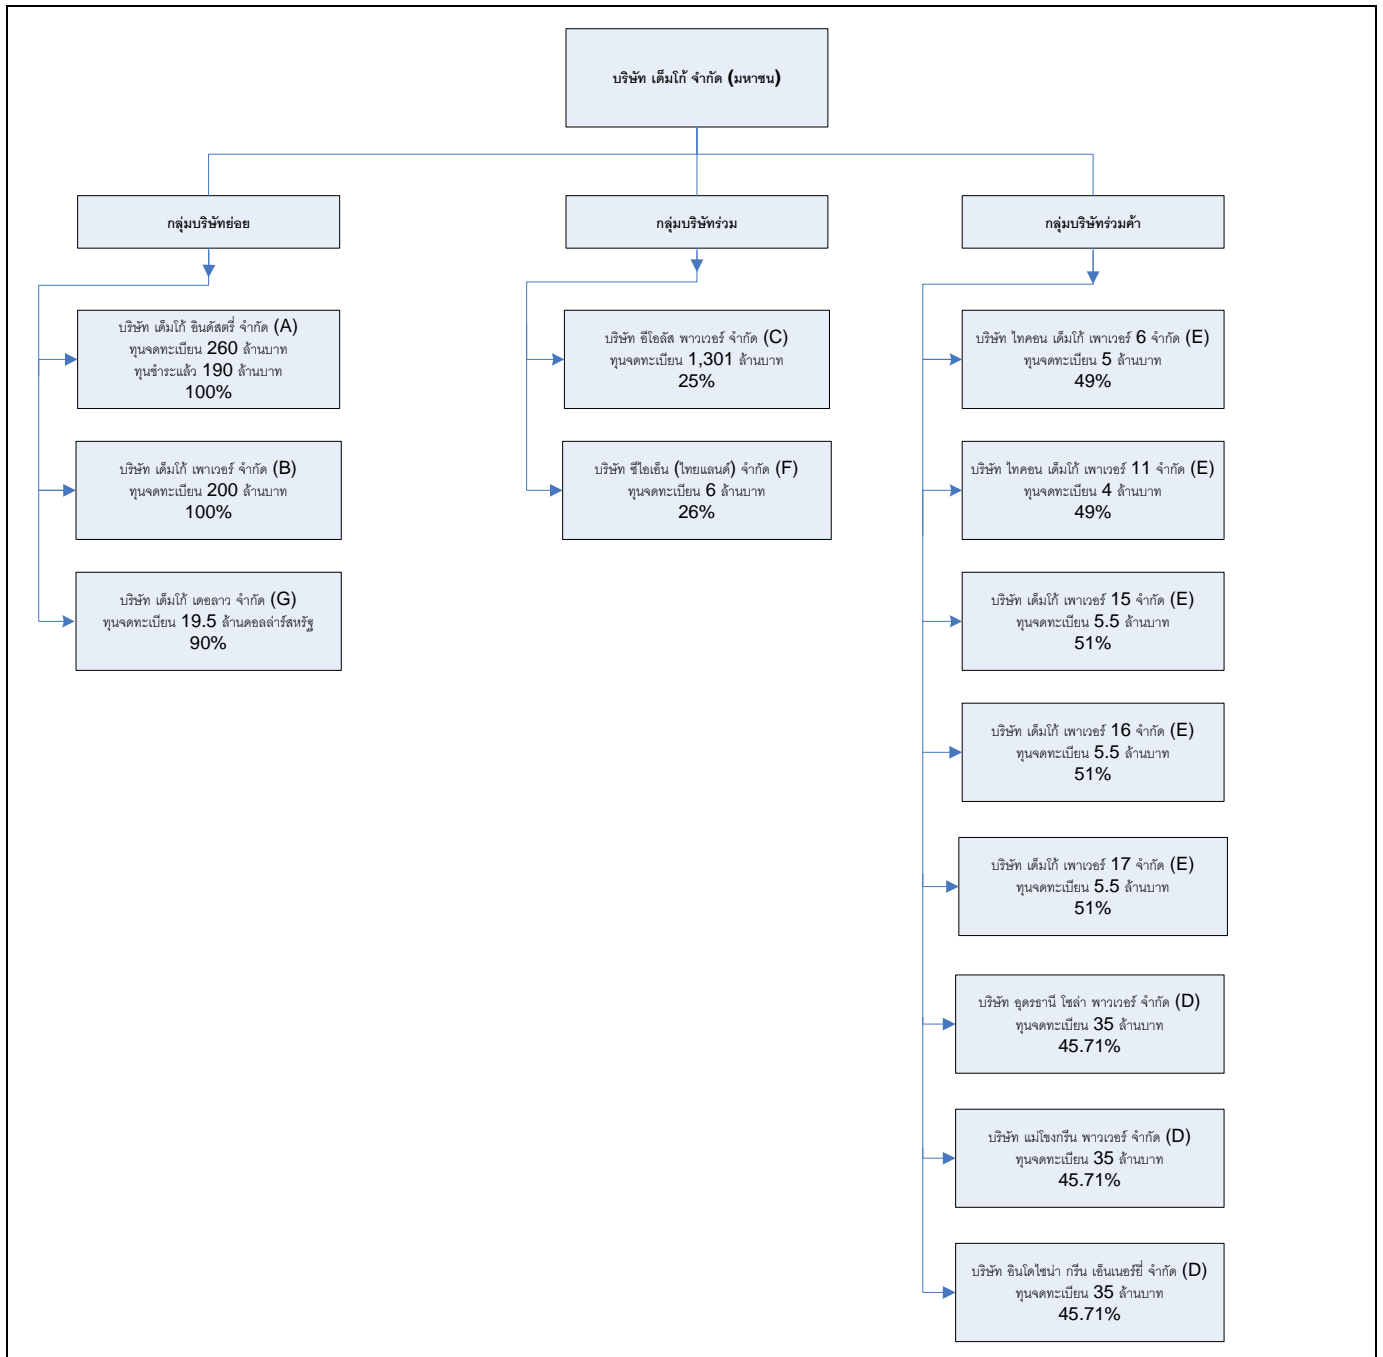 บริษัท เด็มโก้ จำกัด (มหาชน)
กลุ่มบริษัทย่อย
บริษัท เด็มโก้ อินดัสตรี่ จำกัด (A)
ทุนจดทะเบียน 260 ล้านบาท
ทุนชำระแล้ว 190 ล้านบาท
100%
บริษัท เด็มโก้ เพาเวอร์ จำกัด (B)
ทุนจดทะเบียน 200 ล้านบาท
100%
บริษัท เด็มโก้ เดอลาว จำกัด (G)
ทุนจดทะเบียน 19.5 ล้านดอลล่าร์สหรัฐ
90%
กลุ่มบริษัทร่วม
บริษัท อีโอลัส พาวเวอร์ จำกัด (C)
ทุนจดทะเบียน 1,301 ล้านบาท
25%
บริษัท ซีไอเอ็น (ไทยแลนด์) จำกัด (F)
ทุนจดทะเบียน 6 ล้านบาท
26%
กลุ่มบริษัทร่วมค้า
บริษัท ไทคอน เด็มโก้ เพาเวอร์ 6 จำกัด (E)
ทุนจดทะเบียน 5 ล้านบาท
49%
บริษัท ไทคอน เด็มโก้ เพาเวอร์ 11 จำกัด (E)
ทุนจดทะเบียน 4 ล้านบาท
49%
บริษัท เด็มโก้ เพาเวอร์ 15 จำกัด (E)
ทุนจดทะเบียน 5.5 ล้านบาท
51%
บริษัท เด็มโก้ เพาเวอร์ 16 จำกัด (E)
ทุนจดทะเบียน 5.5 ล้านบาท
51%
บริษัท เด็มโก้ เพาเวอร์ 17 จำกัด (E)
ทุนจดทะเบียน 5.5 ล้านบาท
51%
บริษัท อุดรธานี โซล่า พาวเวอร์ จำกัด (D)
ทุนจดทะเบียน 35 ล้านบาท
45.71%
บริษัท แม่โขงกรีน พาวเวอร์ จำกัด (D)
ทุนจดทะเบียน 35 ล้านบาท
45.71%
บริษัท อินโดไชน่า กรีน เอ็นเนอร์ยี่ จำกัด (D)
ทุนจดทะเบียน 35 ล้านบาท
45.71%